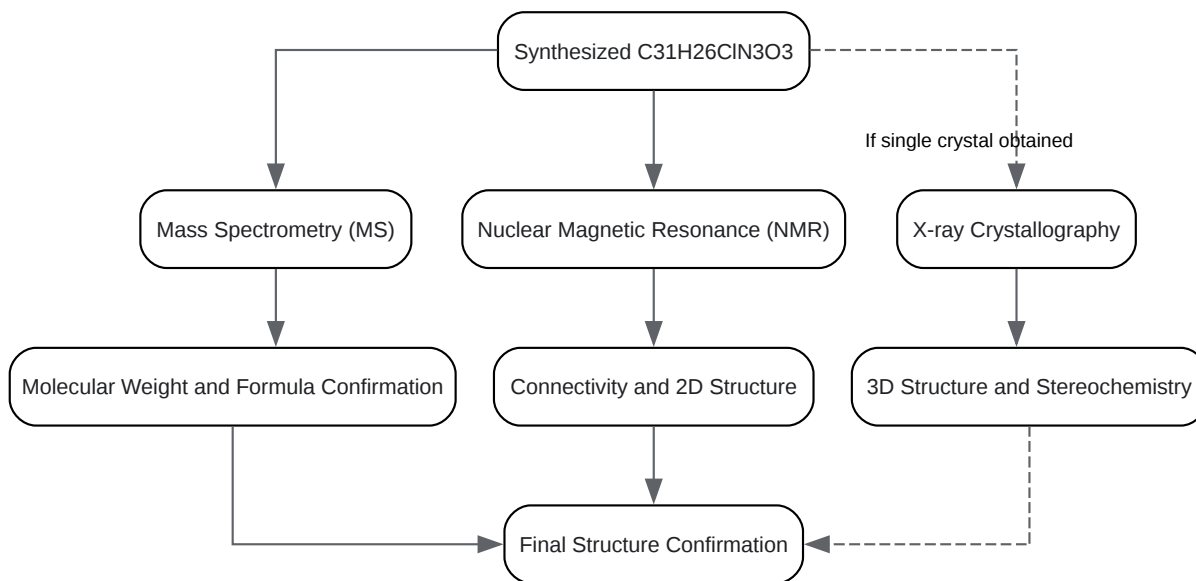 Synthesized C31H26ClN3O3
If single crystal obtained
Mass Spectrometry (MS)
Nuclear Magnetic Resonance (NMR)
X-ray Crystallography
Molecular Weight and Formula Confirmation
Connectivity and 2D Structure
3D Structure and Stereochemistry
Final Structure Confirmation